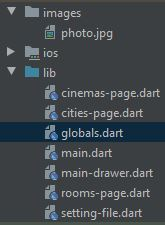 images
photo.jpg
ios
lib
cinemas-page.dart
cities-page.dart
globals.dart
main.dart
main-drawer.dart
rooms-page.dart
setting-file.dart